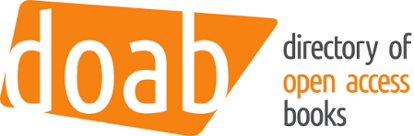 doab
directory of
open access
books